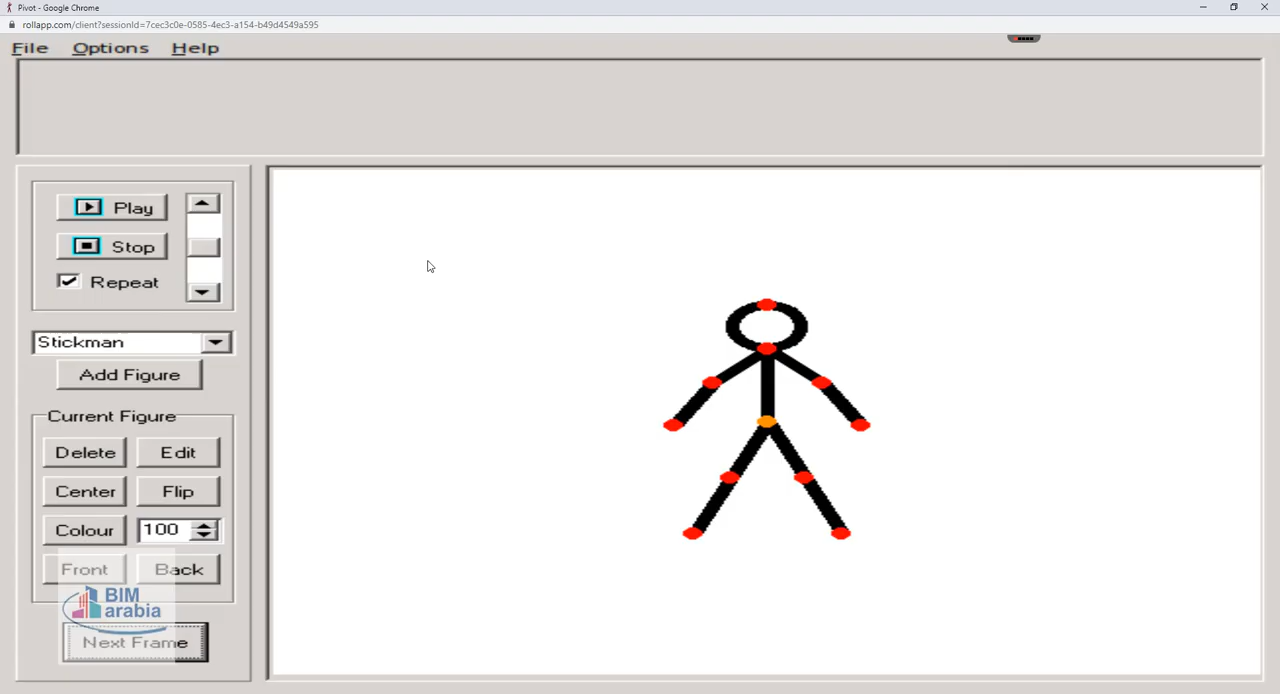 Pivot - Google Chrome
rollapp.com/client?sessionId=7cec3c0e-0585-4ec3-a154-b49d4549a595
File Options Help
Play
Stop
Repeat
Stickman
Add Figure
Current Figure
Delete Edit
Center Flip
Colour 100
Front Back
BIM
arabia
Next Frame